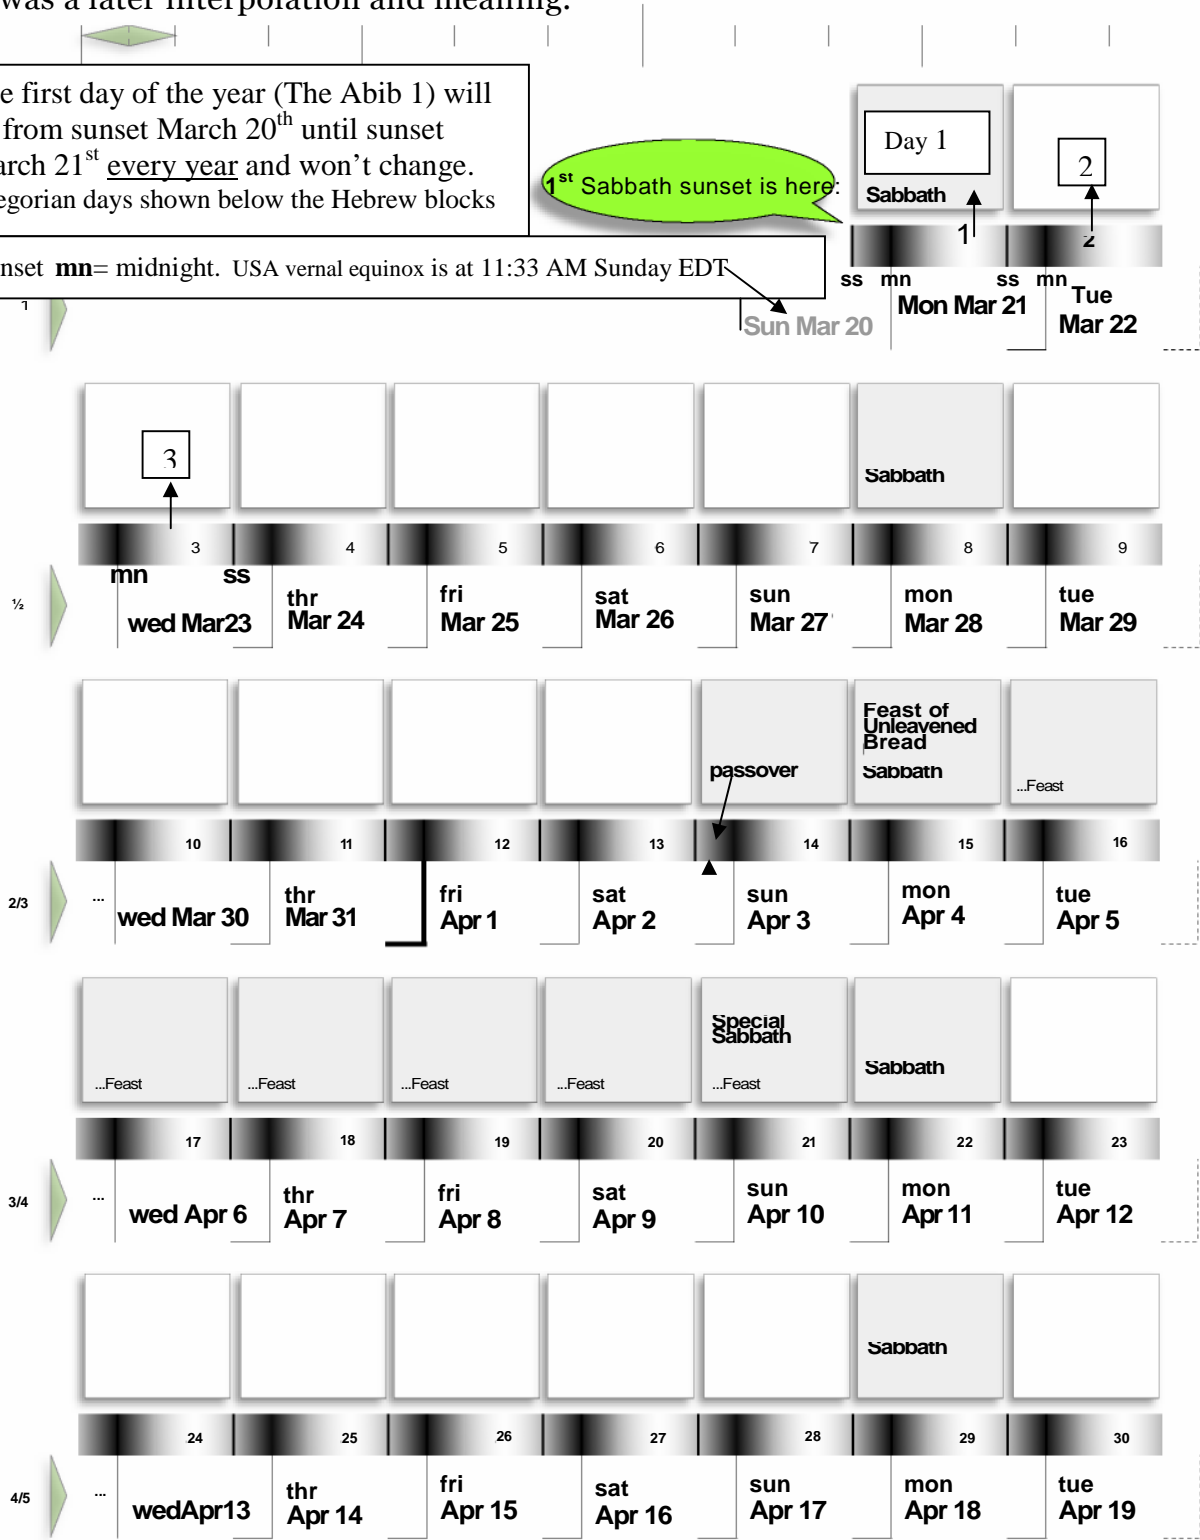 was a later interpolation and meaning.
e first day of the year (The Abib 1) will
from sunset March 20th until sunset
arch 21st every year and won't change.
egorian days shown below the Hebrew blocks
nset mn= midnight. USA vernal equinox is at 11:33 AM Sunday EDT
1st Sabbath sunset is here:
Day 1
Sabbath
2
1 2
ss mn ss mn
Sun Mar 20
Mon Mar 21
Tue
Mar 22
1
3
Sabbath
3 4 5 6 7 8 9
mn ss
½
wed Mar23
thr
Mar 24
fri
Mar 25
sat
Mar 26
sun
Mar 27
mon
Mar 28
tue
Mar 29
passover
Feast of
Unleavened
Bread
Sabbath
...Feast
10 11 12 13 14 15 16
2/3
...
wed Mar 30
thr
Mar 31
fri
Apr 1
sat
Apr 2
sun
Apr 3
mon
Apr 4
tue
Apr 5
...Feast
...Feast
...Feast
...Feast
Special
Sabbath
...Feast
Sabbath
17 18 19 20 21 22 23
3/4
...
wed Apr 6
thr
Apr 7
fri
Apr 8
sat
Apr 9
sun
Apr 10
mon
Apr 11
tue
Apr 12
Sabbath
24 25 26 27 28 29 30
4/5
...
wedApr13
thr
Apr 14
fri
Apr 15
sat
Apr 16
sun
Apr 17
mon
Apr 18
tue
Apr 19